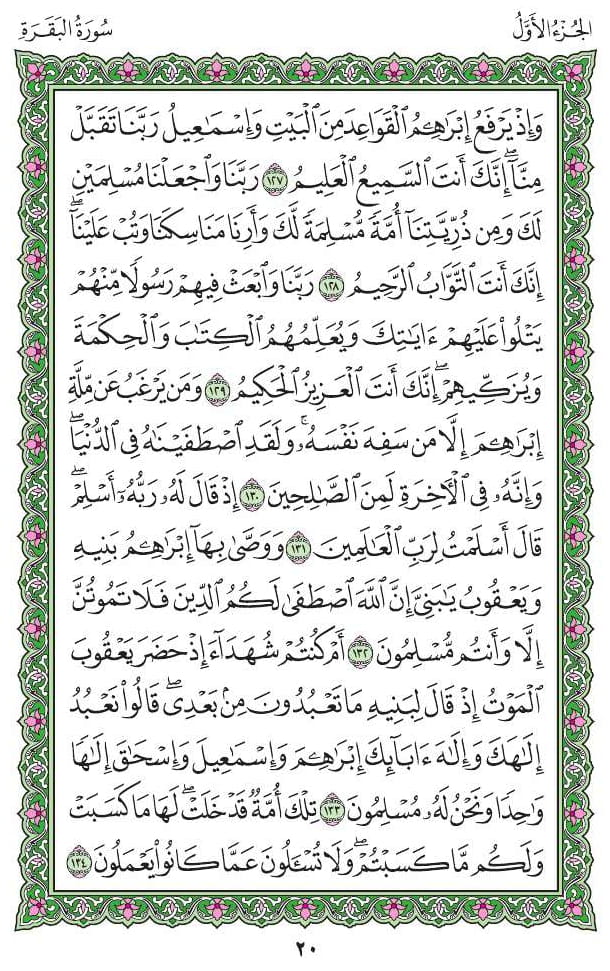 الجُزْءُ الأَوَّلُ
سُورَةُ البَقَرَةِ
وَإِذْ يَرْفَعُ إِبْرَٰهِـۧمُ ٱلْقَوَاعِدَ مِنَ ٱلْبَيْتِ وَإِسْمَٰعِيلُ رَبَّنَا تَقَبَّلْ
مِنَّآ ۖ إِنَّكَ أَنتَ ٱلسَّمِيعُ ٱلْعَلِيمُ ١٢٧ رَبَّنَا وَٱجْعَلْنَا مُسْلِمَيْنِ
لَكَ وَمِن ذُرِّيَّتِنَآ أُمَّةً مُّسْلِمَةً لَّكَ وَأَرِنَا مَنَاسِكَنَا وَتُبْ عَلَيْنَآ ۖ
إِنَّكَ أَنتَ ٱلتَّوَّابُ ٱلرَّحِيمُ ١٢٨ رَبَّنَا وَٱبْعَثْ فِيهِمْ رَسُولًا مِّنْهُمْ
يَتْلُوا۟ عَلَيْهِمْ ءَايَٰتِكَ وَيُعَلِّمُهُمُ ٱلْكِتَٰبَ وَٱلْحِكْمَةَ
وَيُزَكِّيهِمْ ۚ إِنَّكَ أَنتَ ٱلْعَزِيزُ ٱلْحَكِيمُ ١٢٩ وَمَن يَرْغَبُ عَن مِّلَّةِ
إِبْرَٰهِـۧمَ إِلَّا مَن سَفِهَ نَفْسَهُۥ ۚ وَلَقَدِ ٱصْطَفَيْنَٰهُ فِى ٱلدُّنْيَا ۖ
وَإِنَّهُۥ فِى ٱلْـَٔاخِرَةِ لَمِنَ ٱلصَّٰلِحِينَ ١٣٠ إِذْ قَالَ لَهُۥ رَبُّهُۥٓ أَسْلِمْ ۖ
قَالَ أَسْلَمْتُ لِرَبِّ ٱلْعَٰلَمِينَ ١٣١ وَوَصَّىٰ بِهَآ إِبْرَٰهِـۧمُ بَنِيهِ
وَيَعْقُوبُ يَٰبَنِىَّ إِنَّ ٱللَّهَ ٱصْطَفَىٰ لَكُمُ ٱلدِّينَ فَلَا تَمُوتُنَّ
إِلَّا وَأَنتُم مُّسْلِمُونَ ١٣٢ أَمْ كُنتُمْ شُهَدَآءَ إِذْ حَضَرَ يَعْقُوبَ
ٱلْمَوْتُ إِذْ قَالَ لِبَنِيهِ مَا تَعْبُدُونَ مِنۢ بَعْدِى ۖ قَالُوا۟ نَعْبُدُ
إِلَٰهَكَ وَإِلَٰهَ ءَابَآئِكَ إِبْرَٰهِـۧمَ وَإِسْمَٰعِيلَ وَإِسْحَٰقَ إِلَٰهًا
وَٰحِدًا وَنَحْنُ لَهُۥ مُسْلِمُونَ ١٣٣ تِلْكَ أُمَّةٌ قَدْ خَلَتْ ۖ لَهَا مَا كَسَبَتْ
وَلَكُم مَّا كَسَبْتُمْ ۖ وَلَا تُسْـَٔلُونَ عَمَّا كَانُوا۟ يَعْمَلُونَ ١٣٤
٢٠